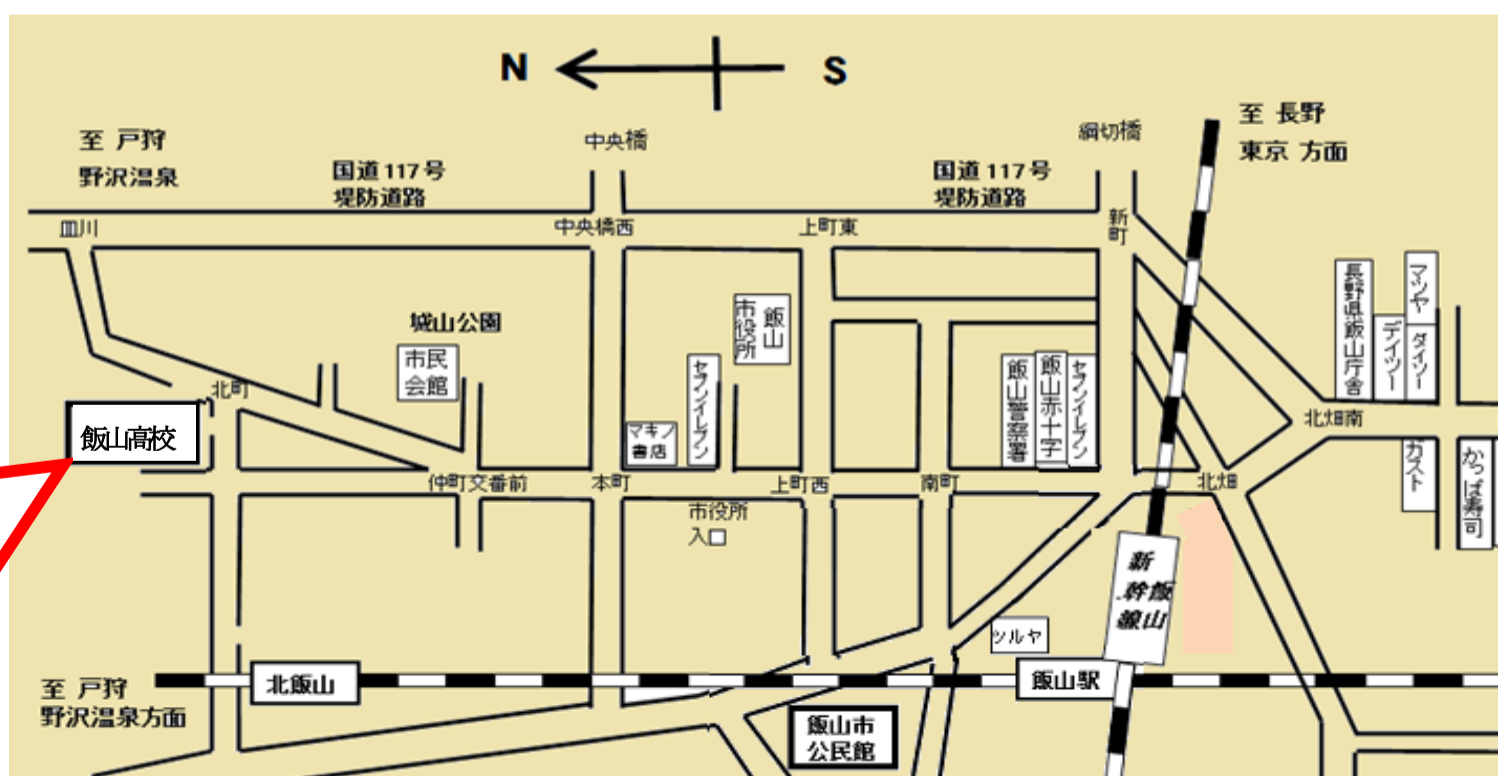 N
S
至 長野
東京 方面
至 戸狩
野沢温泉
中央橋
綱切橋
国道117号
堤防道路
国道117号
堤防道路
皿川
中央橋西
上町東
新町
城山公園
市民
会館
飯山
市役所
セブンイレブン
マキノ
書店
飯山警察署
飯山赤十字
セブンイレブン
長野県飯山庁舎
マツヤ
デイツー
ダイソー
北町
飯山高校
北畑南
ガスト
かっぱ寿司
仲町交番前
本町
上町西
南町
北畑
市役所
入口
飯山
新幹線
ツルヤ
北飯山
飯山駅
至 戸狩
野沢温泉方面
飯山市
公民館